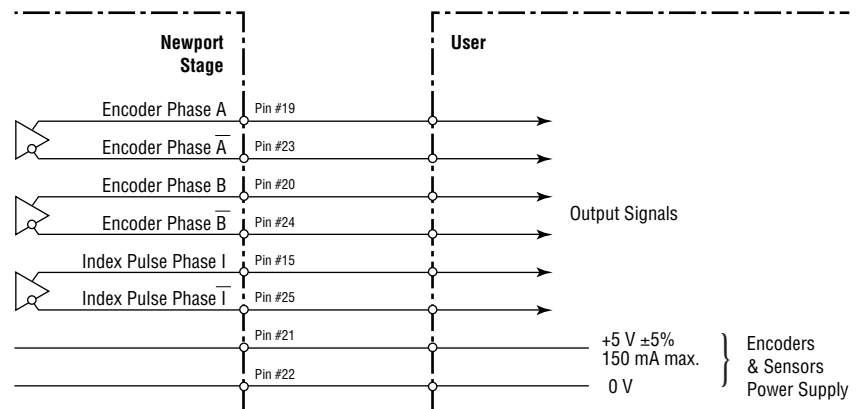 Newport
Stage
User
Encoder Phase A Pin #19
Encoder Phase A̅ Pin #23
Encoder Phase B Pin #20
Encoder Phase B̅ Pin #24
Output Signals
Index Pulse Phase I Pin #15
Index Pulse Phase I̅ Pin #25
Pin #21
+5 V ±5%
150 mA max.
Pin #22
0 V
Encoders
& Sensors
Power Supply